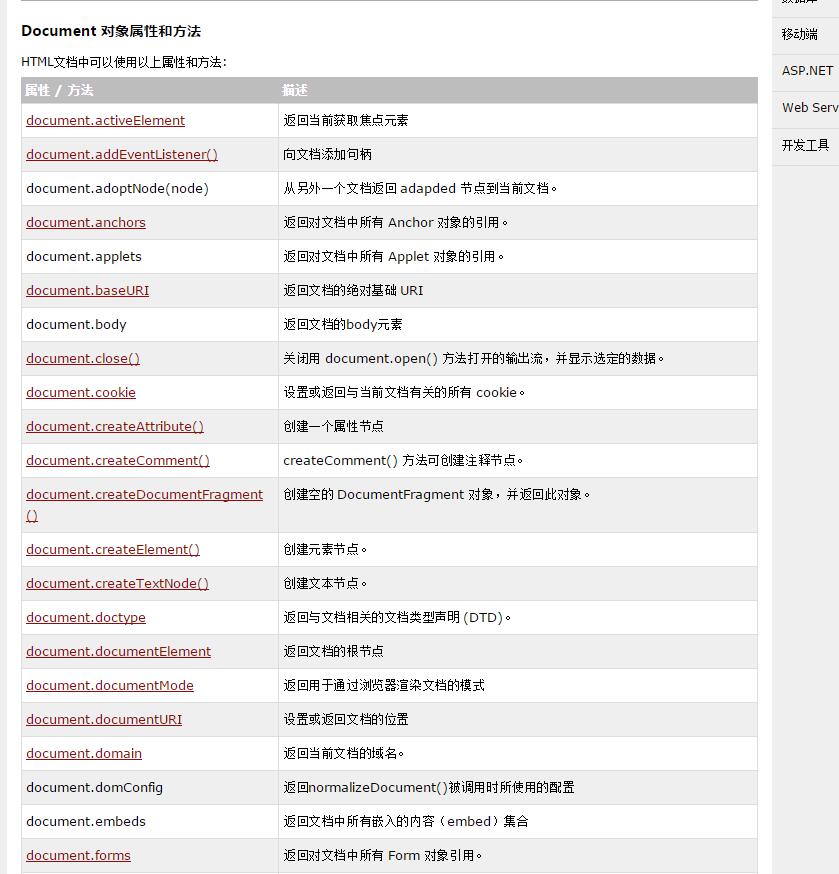 Document 对象属性和方法
HTML文档中可以使用以上属性和方法：
属性 / 方法 描述
document.activeElement 返回当前获取焦点元素
document.addEventListener() 向文档添加句柄
document.adoptNode(node) 从另外一个文档返回 adapded 节点到当前文档。
document.anchors 返回对文档中所有 Anchor 对象的引用。
document.applets 返回对文档中所有 Applet 对象的引用。
document.baseURI 返回文档的绝对基础 URI
document.body 返回文档的body元素
document.close() 关闭用 document.open() 方法打开的输出流，并显示选定的数据。
document.cookie 设置或返回与当前文档有关的所有 cookie。
document.createAttribute() 创建一个属性节点
document.createComment() createComment() 方法可创建注释节点。
document.createDocumentFragment 创建空的 DocumentFragment 对象，并返回此对象。
()
document.createElement() 创建元素节点。
document.createTextNode() 创建文本节点。
document.doctype 返回与文档相关的文档类型声明 (DTD)。
document.documentElement 返回文档的根节点
document.documentMode 返回用于通过浏览器渲染文档的模式
document.documentURI 设置或返回文档的位置
document.domain 返回当前文档的域名。
document.domConfig 返回normalizeDocument()被调用时所使用的配置
document.embeds 返回文档中所有嵌入的内容（embed）集合
document.forms 返回对文档中所有 Form 对象引用。
移动端
ASP.NET
Web Serv
开发工具